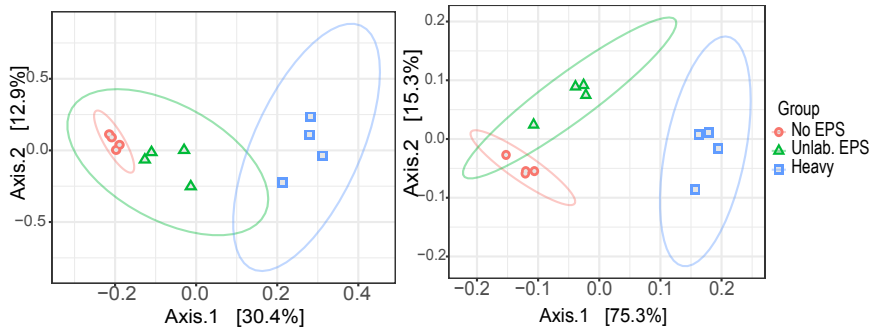 Axis.2 [12.9%]
0.5
0.0
−0.5
−0.2
0.0
0.2
0.4
Axis.1 [30.4%]
Axis.2 [15.3%]
0.2
0.1
0.0
−0.1
−0.2
−0.2
−0.1
0.0
0.1
0.2
Axis.1 [75.3%]
Group
No EPS
Unlab. EPS
Heavy